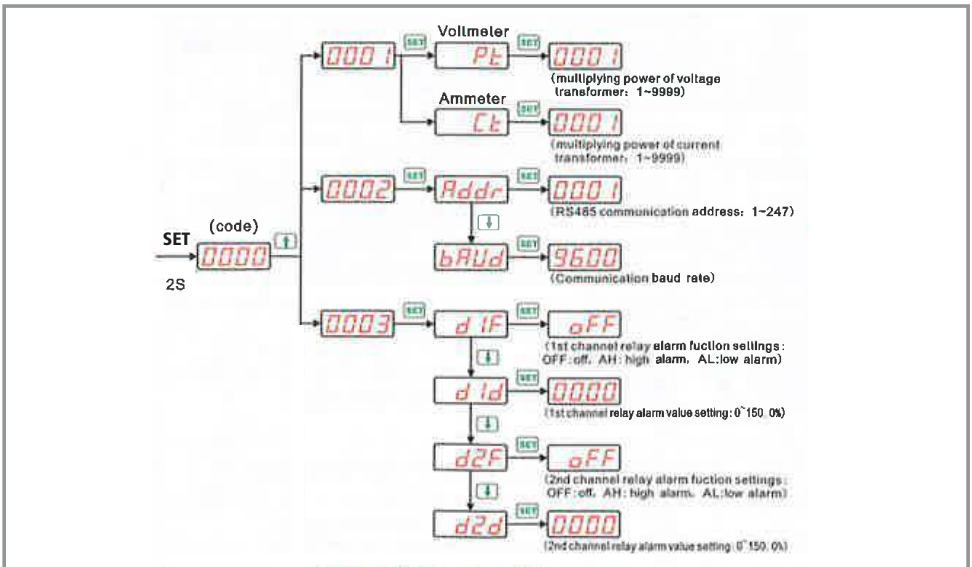 Voltmeter
0001 SET Pt SET 0001
(multiplying power of voltage
transformer: 1~9999)
Ammeter
Ct SET 0001
(multiplying power of current
transformer: 1~9999)
0002 SET Addr SET 0001
(RS485 communication address: 1~247)
(code)
SET 0000
2S
bAUd SET 9600
(Communication baud rate)
0003 SET d1F SET oFF
(1st channel relay alarm fuction settings:
OFF:off, AH: high alarm, AL:low alarm)
d1d SET 0000
(1st channel relay alarm value setting: 0~150.0%)
d2F SET oFF
(2nd channel relay alarm fuction settings:
OFF:off, AH: high alarm, AL:low alarm)
d2d SET 0000
(2nd channel relay alarm value setting: 0~150.0%)